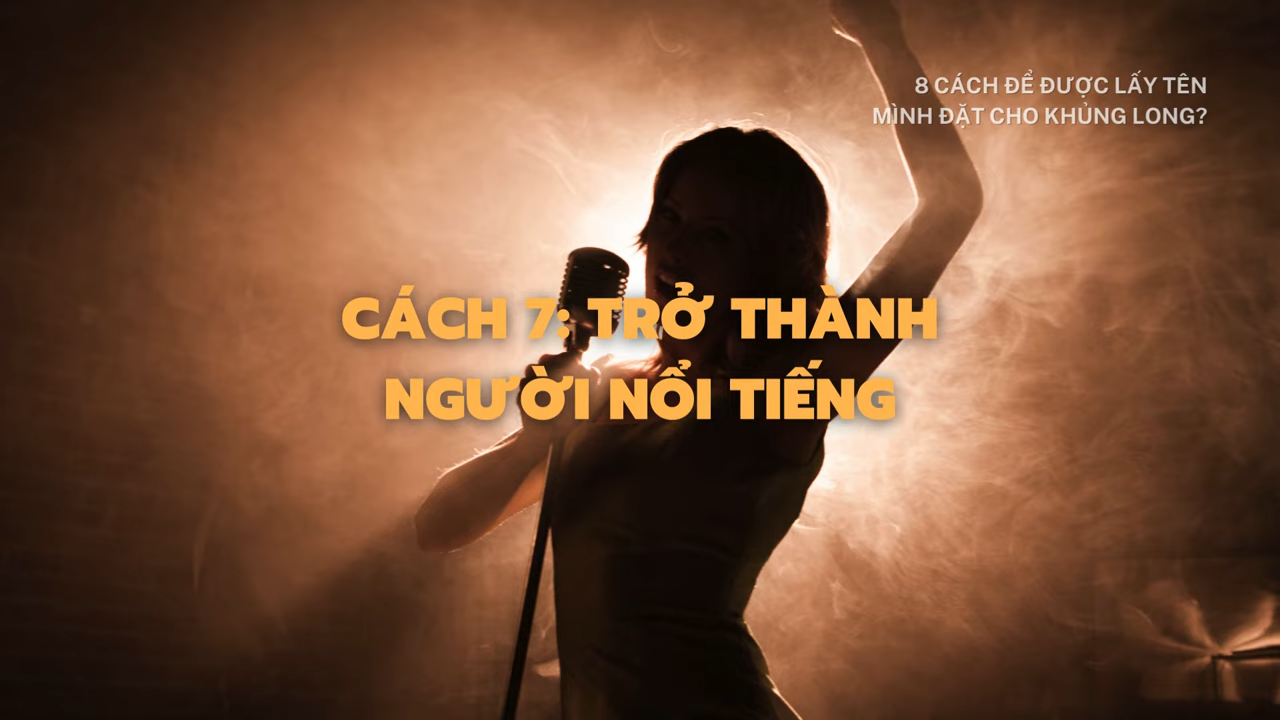 8 CÁCH ĐỂ ĐƯỢC LẤY TÊN
MÌNH ĐẶT CHO KHỦNG LONG?
CÁCH 7: TRỞ THÀNH
NGƯỜI NỔI TIẾNG